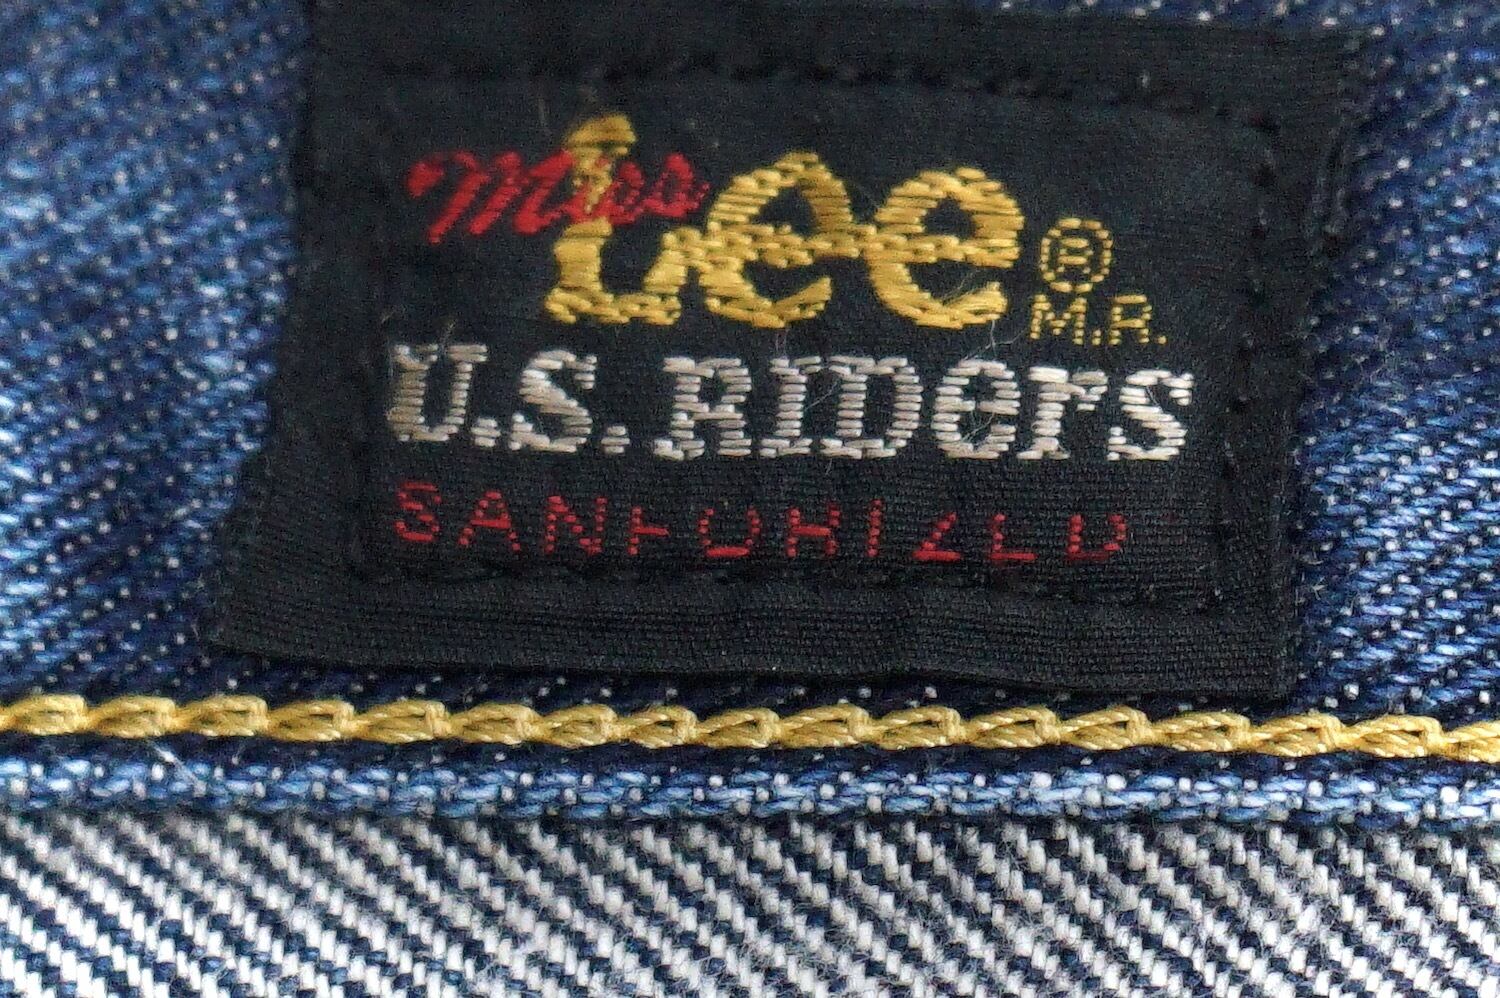 Miss Lee ®
M.R.
U.S. RIDers
SANFORIZED